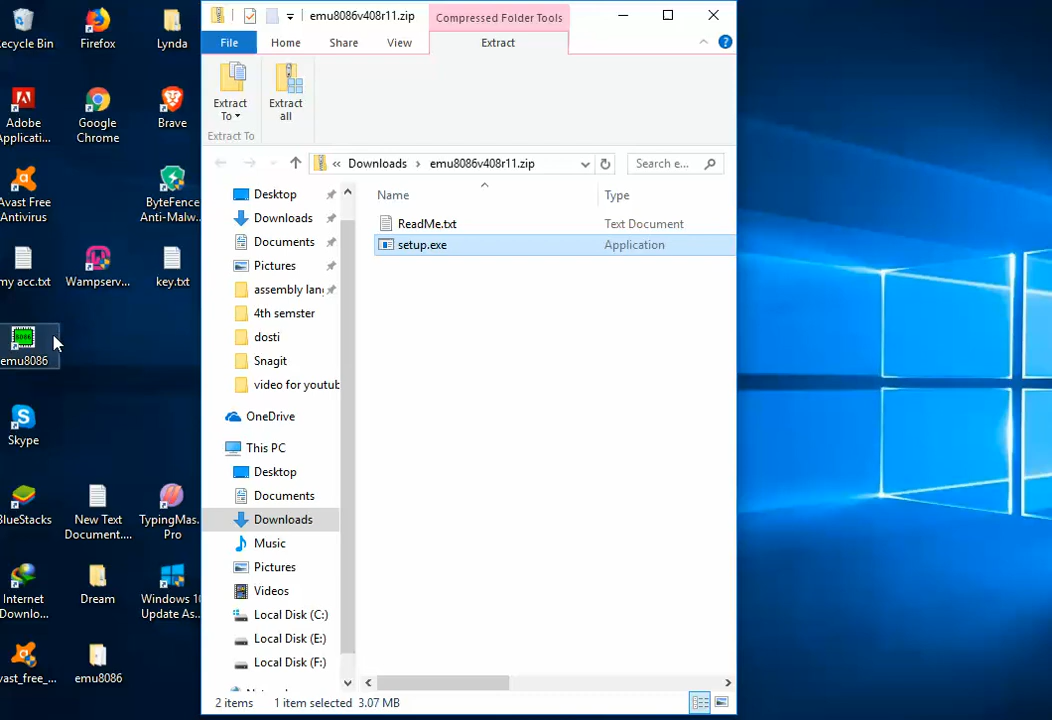 ecycle Bin
Firefox
Lynda
Adobe
Applicati...
Google
Chrome
Brave
Avast Free
Antivirus
ByteFence
Anti-Malw...
my acc.txt
Wampserv...
key.txt
8086
emu8086
Skype
BlueStacks
New Text
Document....
TypingMas...
Pro
Internet
Downlo...
Dream
Windows 10
Update As...
vast_free_...
emu8086
emu8086v408r11.zip
Compressed Folder Tools
File
Home
Share
View
Extract
Extract
To
Extract
all
Extract To
« Downloads › emu8086v408r11.zip
Search e...
Desktop
Downloads
Documents
Pictures
assembly lang
4th semster
dosti
Snagit
video for youtub
OneDrive
This PC
Desktop
Documents
Downloads
Music
Pictures
Videos
Local Disk (C:)
Local Disk (E:)
Local Disk (F:)
Name
Type
ReadMe.txt
Text Document
setup.exe
Application
2 items
1 item selected 3.07 MB